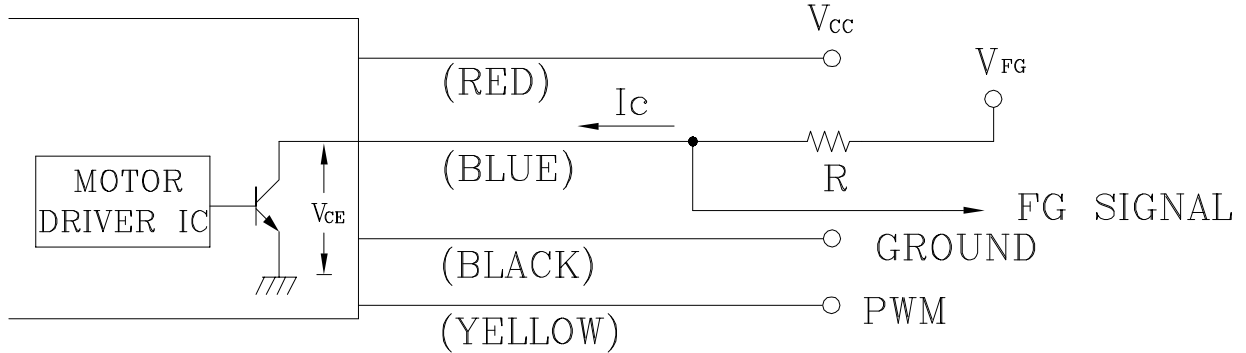 VCC
(RED)
VFG
Ic
(BLUE)
R
MOTOR
DRIVER IC
VCE
FG SIGNAL
(BLACK)
GROUND
(YELLOW)
PWM